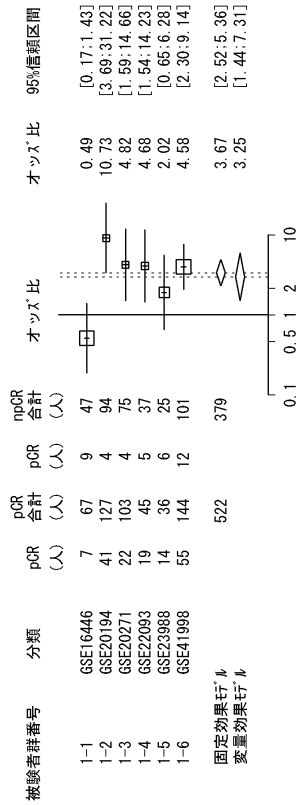 被験者群番号 分類 pCR (人) pCR 合計 (人) pCR (人) npCR 合計 (人) オッズ比 オッズ比 95%信頼区間
1-1 GSE16446 7 67 9 47 0.49 [0.17;1.43]
1-2 GSE20194 41 127 4 94 10.73 [3.69;31.22]
1-3 GSE20271 22 103 4 75 4.82 [1.59;14.66]
1-4 GSE22093 19 45 5 37 4.68 [1.54;14.23]
1-5 GSE23988 14 36 6 25 2.02 [0.65;6.28]
1-6 GSE41998 55 144 12 101 4.58 [2.30;9.14]
固定効果モデル 522 379 3.67 [2.52;5.36]
変量効果モデル 3.25 [1.44;7.31]
0.1 0.5 1 2 10